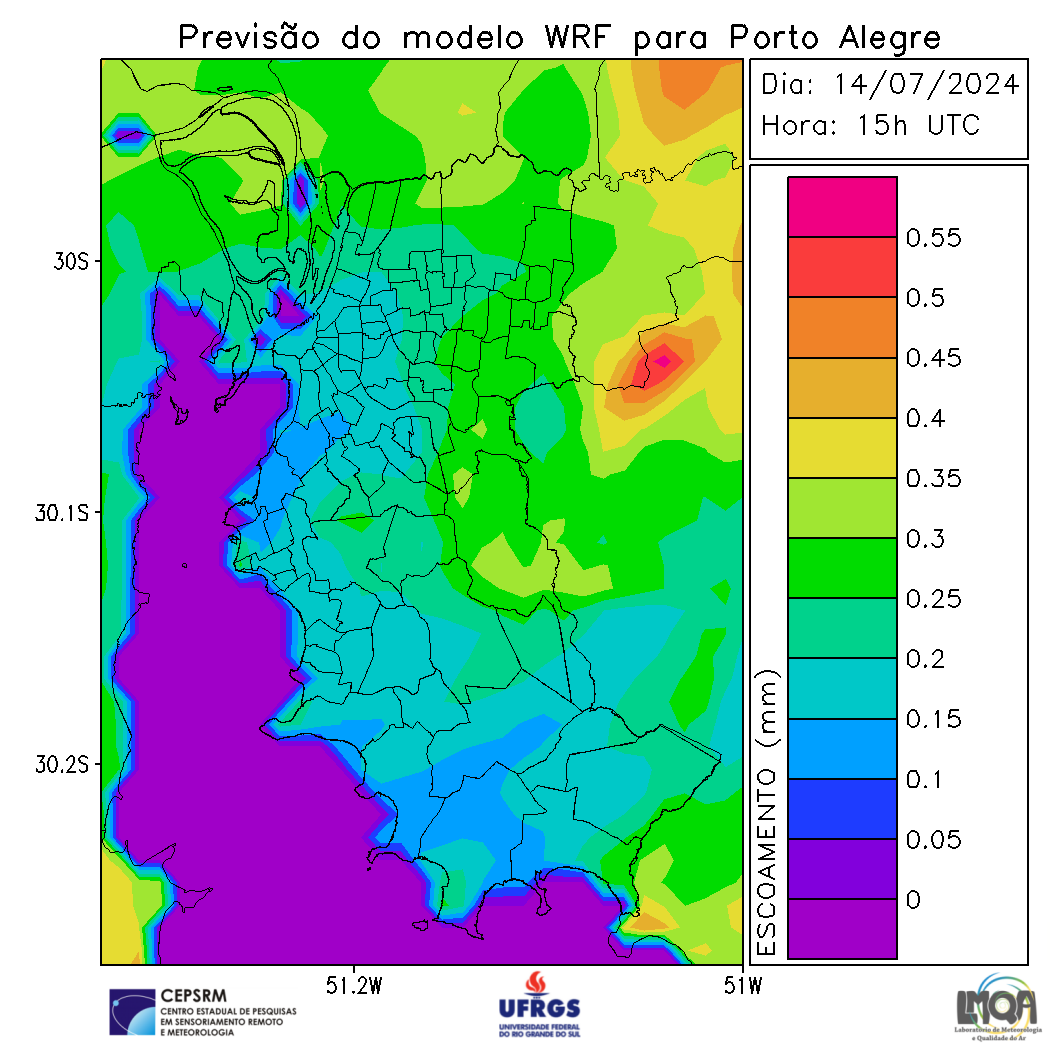 Previsão do modelo WRF para Porto Alegre
Dia: 14/07/2024
Hora: 15h UTC
30S
30.1S
30.2S
51.2W
51W
ESCOAMENTO (mm)
0.55
0.5
0.45
0.4
0.35
0.3
0.25
0.2
0.15
0.1
0.05
0
CEPSRM
CENTRO ESTADUAL DE PESQUISAS
EM SENSORIAMENTO REMOTO
E METEOROLOGIA
UFRGS
UNIVERSIDADE FEDERAL
DO RIO GRANDE DO SUL
LMQA
Laboratório de Meteorologia
e Qualidade do Ar